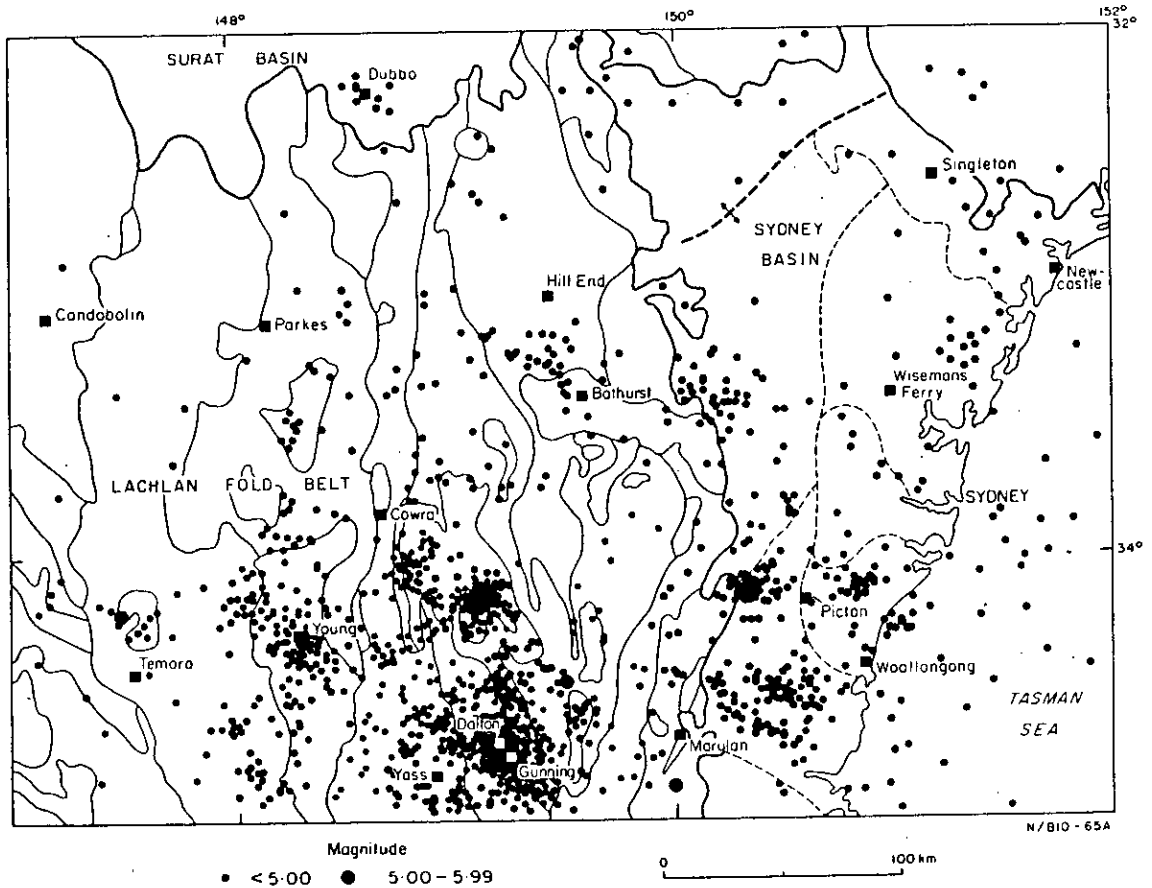 148°
150°
152°
32°
SURAT BASIN
Dubbo
Singleton
SYDNEY
BASIN
New-
castle
Hill End
Condobolin
Parkes
Wisemans
Ferry
Bathurst
LACHLAN FOLD BELT
Cowra
SYDNEY
34°
Picton
Young
Temora
Woollongong
TASMAN
SEA
Dalton
Marulan
Gunning
Yass
N/B10-65A
Magnitude
<5·00
5·00-5·99
0
100 km